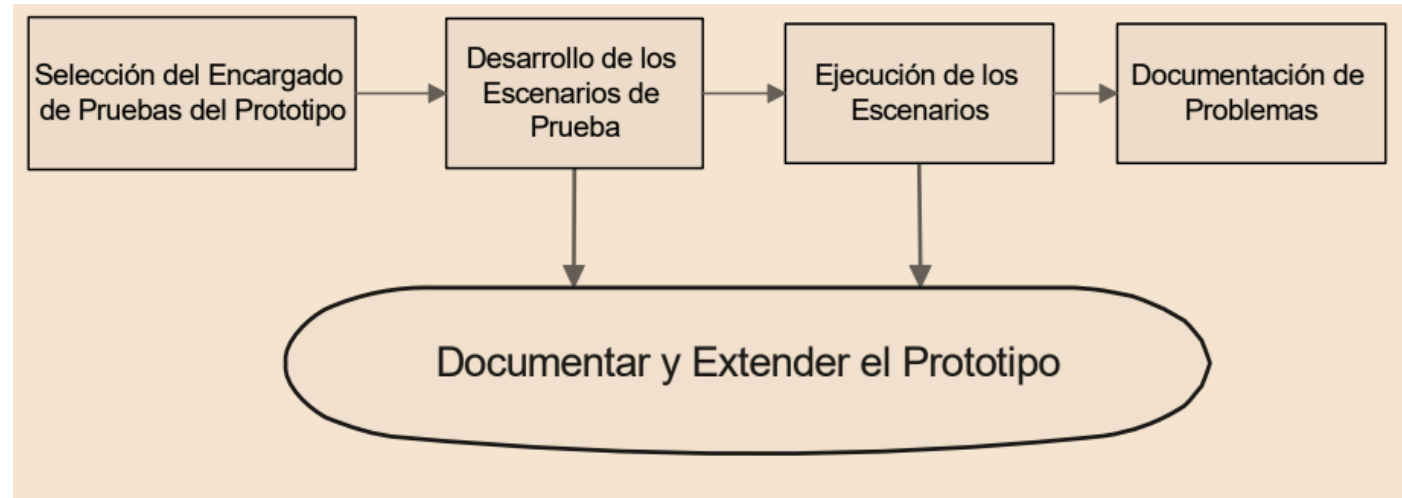 Selección del Encargado
de Pruebas del Prototipo
Desarrollo de los
Escenarios de
Prueba
Ejecución de los
Escenarios
Documentación de
Problemas
Documentar y Extender el Prototipo